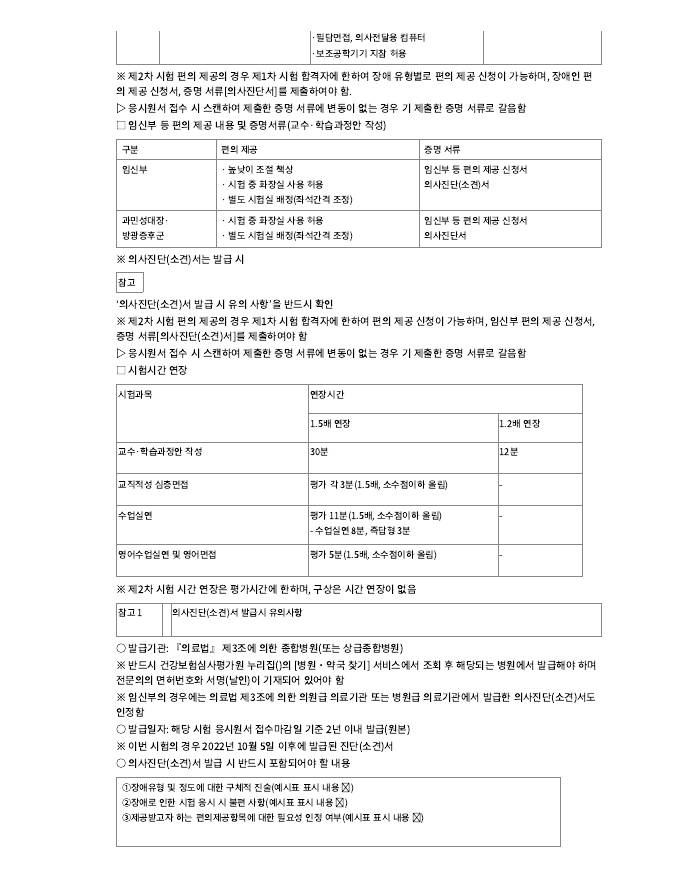 ·필담면접, 의사전달용 컴퓨터
·보조공학기기 지참 허용
※ 제2차 시험 편의 제공의 경우 제1차 시험 합격자에 한하여 장애 유형별로 편의 제공 신청이 가능하며, 장애인 편
의 제공 신청서, 증명 서류[의사진단서]를 제출하여야 함.
▷ 응시원서 접수 시 스캔하여 제출한 증명 서류에 변동이 없는 경우 기 제출한 증명 서류로 갈음함
□ 임신부 등 편의 제공 내용 및 증명서류(교수·학습과정안 작성)
구분 편의 제공 증명 서류
임신부 · 높낮이 조절 책상 임신부 등 편의 제공 신청서
· 시험 중 화장실 사용 허용 의사진단(소견)서
· 별도 시험실 배정(좌석간격 조정)
과민성대장· · 시험 중 화장실 사용 허용 임신부 등 편의 제공 신청서
방광증후군 · 별도 시험실 배정(좌석간격 조정) 의사진단서
※ 의사진단(소견)서는 발급 시
참고
'의사진단(소견)서 발급 시 유의 사항'을 반드시 확인
※ 제2차 시험 편의 제공의 경우 제1차 시험 합격자에 한하여 편의 제공 신청이 가능하며, 임신부 편의 제공 신청서,
증명 서류[의사진단(소견)서]를 제출하여야 함
▷ 응시원서 접수 시 스캔하여 제출한 증명 서류에 변동이 없는 경우 기 제출한 증명 서류로 갈음함
□ 시험시간 연장
시험과목 연장시간
1.5배 연장 1.2배 연장
교수·학습과정안 작성 30분 12분
교직적성 심층면접 평가 각 3분(1.5배, 소수점이하 올림) -
수업실연 평가 11분(1.5배, 소수점이하 올림) -
- 수업실연 8분, 즉답형 3분
영어수업실연 및 영어면접 평가 5분(1.5배, 소수점이하 올림) -
※ 제2차 시험 시간 연장은 평가시간에 한하며, 구상은 시간 연장이 없음
참고 1 의사진단(소견)서 발급시 유의사항
○ 발급기관: 『의료법』 제3조에 의한 종합병원(또는 상급종합병원)
※ 반드시 건강보험심사평가원 누리집()의 [병원・약국 찾기] 서비스에서 조회 후 해당되는 병원에서 발급해야 하며
전문의의 면허번호와 서명(날인)이 기재되어 있어야 함
※ 임신부의 경우에는 의료법 제3조에 의한 의원급 의료기관 또는 병원급 의료기관에서 발급한 의사진단(소견)서도
인정함
○ 발급일자: 해당 시험 응시원서 접수마감일 기준 2년 이내 발급(원본)
※ 이번 시험의 경우 2022년 10월 5일 이후에 발급된 진단(소견)서
○ 의사진단(소견)서 발급 시 반드시 포함되어야 할 내용
①장애유형 및 정도에 대한 구체적 진술(예시표 표시 내용 ☒)
②장애로 인한 시험 응시 시 불편 사항(예시표 표시 내용 ☒)
③제공받고자 하는 편의제공항목에 대한 필요성 인정 여부(예시표 표시 내용 ☒)